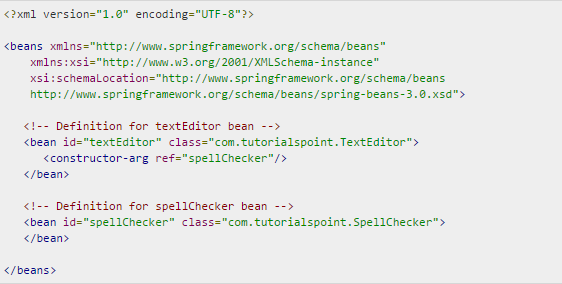 <?xml version="1.0" encoding="UTF-8"?>
<beans xmlns="http://www.springframework.org/schema/beans"
xmlns:xsi="http://www.w3.org/2001/XMLSchema-instance"
xsi:schemaLocation="http://www.springframework.org/schema/beans
http://www.springframework.org/schema/beans/spring-beans-3.0.xsd">
<!-- Definition for textEditor bean -->
<bean id="textEditor" class="com.tutorialspoint.TextEditor">
<constructor-arg ref="spellChecker"/>
</bean>
<!-- Definition for spellChecker bean -->
<bean id="spellChecker" class="com.tutorialspoint.SpellChecker">
</bean>
</beans>